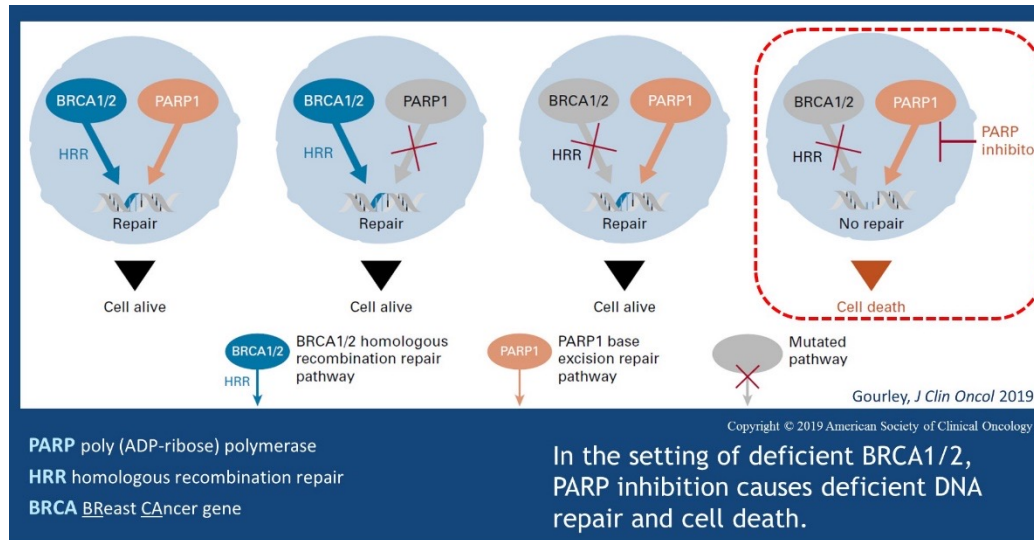 BRCA1/2
PARP1
HRR
Repair
Cell alive
BRCA1/2
PARP1
HRR
Repair
Cell alive
BRCA1/2
PARP1
HRR
Repair
Cell alive
BRCA1/2
PARP1
HRR
No repair
PARP
inhibito
Cell death
BRCA1/2
HRR
BRCA1/2 homologous
recombination repair
pathway
PARP1
PARP1 base
excision repair
pathway
Mutated
pathway
Gourley, J Clin Oncol 2019
Copyright © 2019 American Society of Clinical Oncology
PARP poly (ADP-ribose) polymerase
HRR homologous recombination repair
BRCA BReast CAncer gene
In the setting of deficient BRCA1/2,
PARP inhibition causes deficient DNA
repair and cell death.